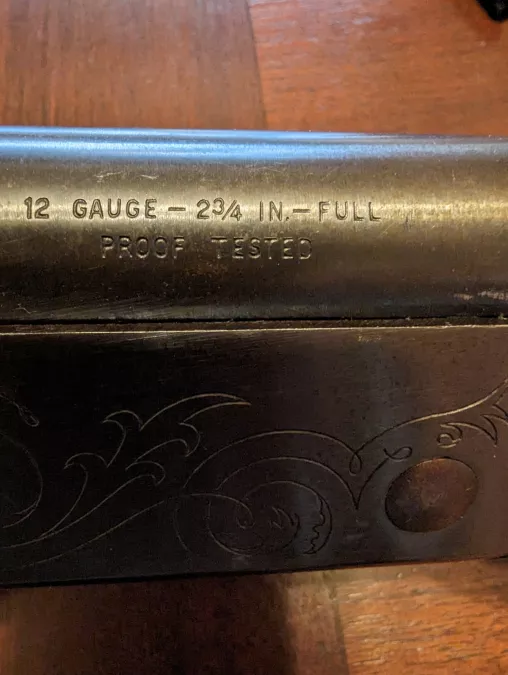 12 GAUGE - 2¾ IN. - FULL
PROOF TESTED